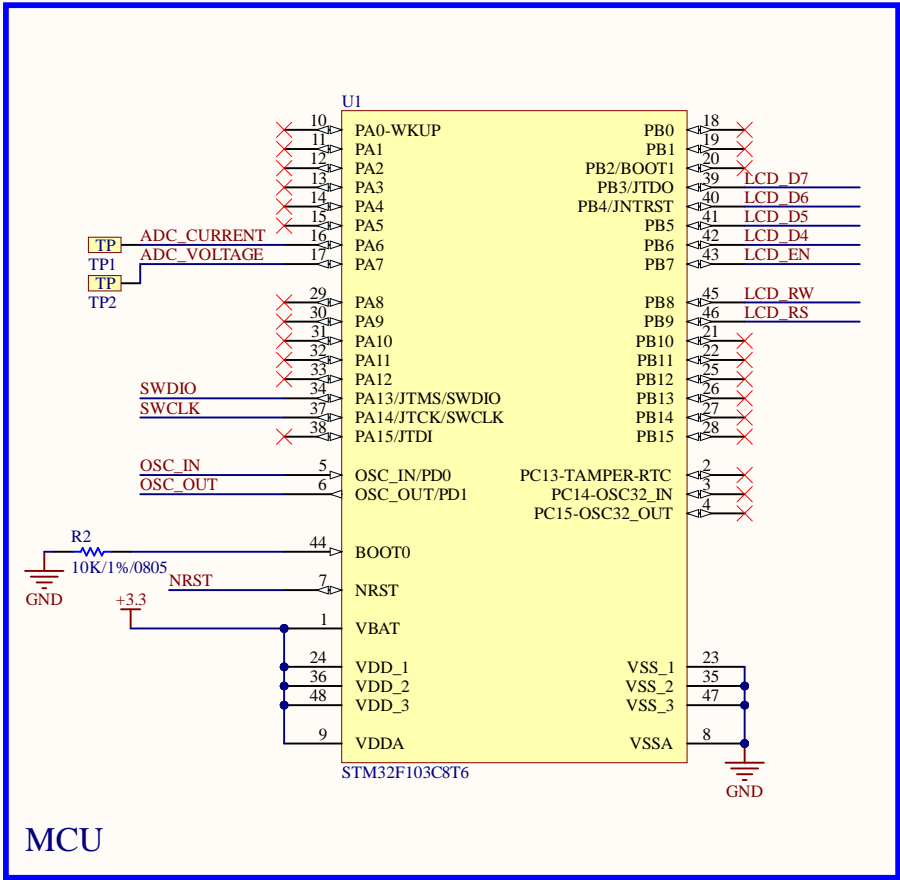 U1
10 PA0-WKUP PB0 18
11 PA1 PB1 19
12 PA2 PB2/BOOT1 20
13 PA3 PB3/JTDO 39 LCD_D7
14 PA4 PB4/JNTRST 40 LCD_D6
15 PA5 PB5 41 LCD_D5
TP ADC_CURRENT 16 PA6 PB6 42 LCD_D4
TP1 ADC_VOLTAGE 17 PA7 PB7 43 LCD_EN
TP
TP2
29 PA8 PB8 45 LCD_RW
30 PA9 PB9 46 LCD_RS
31 PA10 PB10 21
32 PA11 PB11 22
33 PA12 PB12 25
SWDIO 34 PA13/JTMS/SWDIO PB13 26
SWCLK 37 PA14/JTCK/SWCLK PB14 27
38 PA15/JTDI PB15 28
OSC_IN 5 OSC_IN/PD0 PC13-TAMPER-RTC 2
OSC_OUT 6 OSC_OUT/PD1 PC14-OSC32_IN 3
PC15-OSC32_OUT 4
R2
44 BOOT0
10K/1%/0805
GND
NRST 7 NRST
+3.3
1 VBAT
24 VDD_1 VSS_1 23
36 VDD_2 VSS_2 35
48 VDD_3 VSS_3 47
9 VDDA VSSA 8
STM32F103C8T6
GND
MCU